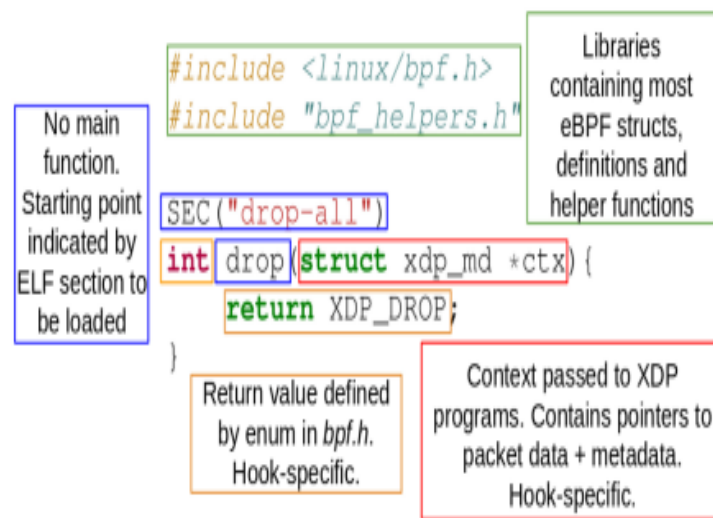 #include <linux/bpf.h>
#include "bpf_helpers.h"
Libraries
containing most
eBPF structs,
definitions and
helper functions
No main
function.
Starting point
indicated by
ELF section to
be loaded
SEC("drop-all")
int drop(struct xdp_md *ctx){
return XDP_DROP;
}
Return value defined
by enum in bpf.h.
Hook-specific.
Context passed to XDP
programs. Contains pointers to
packet data + metadata.
Hook-specific.